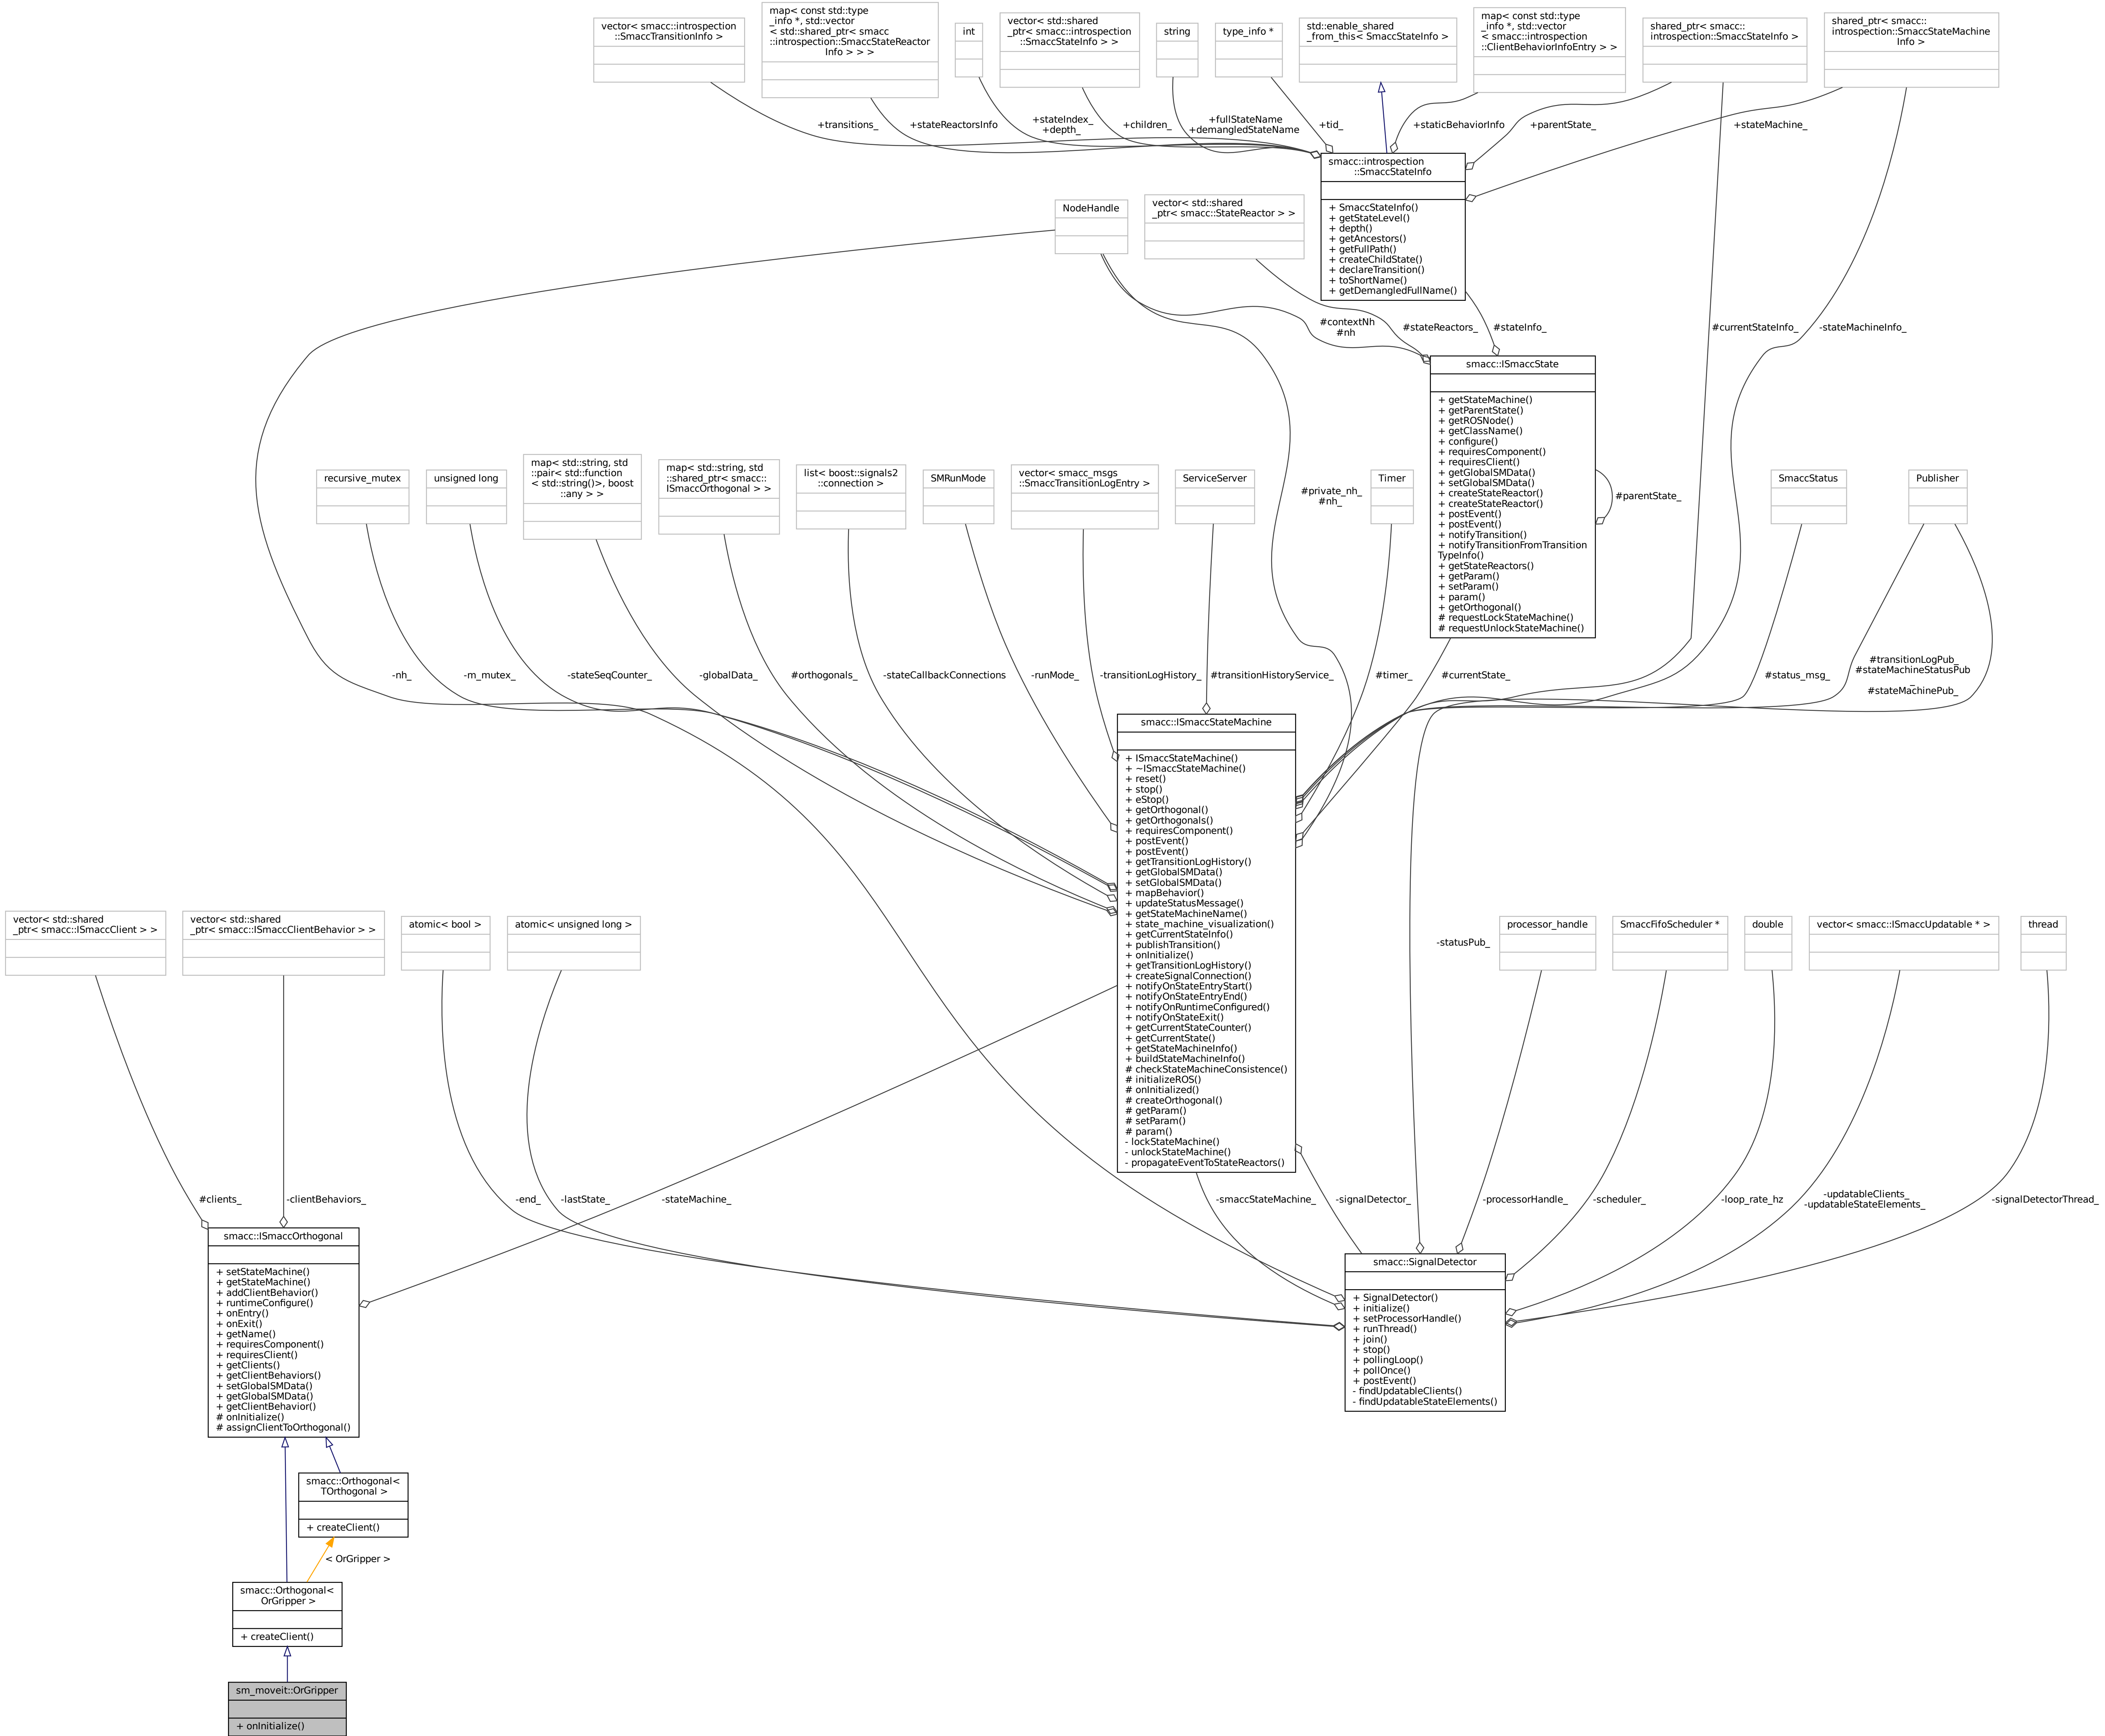 vector< smacc::introspection
::SmaccTransitionInfo >
map< const std::type
_info *, std::vector
< std::shared_ptr< smacc
::introspection::SmaccStateReactor
Info > > >
int
vector< std::shared
_ptr< smacc::introspection
::SmaccStateInfo > >
string
type_info *
std::enable_shared
_from_this< SmaccStateInfo >
map< const std::type
_info *, std::vector
< smacc::introspection
::ClientBehaviorInfoEntry > >
shared_ptr< smacc::
introspection::SmaccStateInfo >
shared_ptr< smacc::
introspection::SmaccStateMachine
Info >
+transitions_
+stateReactorsInfo
+stateIndex_
+depth_
+children_
+fullStateName
+demangledStateName
+tid_
+staticBehaviorInfo
+parentState_
+stateMachine_
smacc::introspection
::SmaccStateInfo
+ SmaccStateInfo()
+ getStateLevel()
+ depth()
+ getAncestors()
+ getFullPath()
+ createChildState()
+ declareTransition()
+ toShortName()
+ getDemangledFullName()
NodeHandle
vector< std::shared
_ptr< smacc::StateReactor > >
#contextNh
#nh
#stateReactors_
#stateInfo_
#currentStateInfo_
-stateMachineInfo_
smacc::ISmaccState
+ getStateMachine()
+ getParentState()
+ getROSNode()
+ getClassName()
+ configure()
+ requiresComponent()
+ requiresClient()
+ getGlobalSMData()
+ setGlobalSMData()
+ createStateReactor()
+ createStateReactor()
+ postEvent()
+ postEvent()
+ notifyTransition()
+ notifyTransitionFromTransition
TypeInfo()
+ getStateReactors()
+ getParam()
+ setParam()
+ param()
+ getOrthogonal()
# requestLockStateMachine()
# requestUnlockStateMachine()
#parentState_
recursive_mutex
unsigned long
map< std::string, std
::pair< std::function
< std::string()>, boost
::any > >
map< std::string, std
::shared_ptr< smacc::
ISmaccOrthogonal > >
list< boost::signals2
::connection >
SMRunMode
vector< smacc_msgs
::SmaccTransitionLogEntry >
ServiceServer
#private_nh_
#nh_
Timer
SmaccStatus
Publisher
-nh_
-m_mutex_
-stateSeqCounter_
-globalData_
#orthogonals_
-stateCallbackConnections
-runMode_
-transitionLogHistory_
#transitionHistoryService_
#timer_
#currentState_
#status_msg_
#transitionLogPub_
#stateMachineStatusPub
_
#stateMachinePub_
smacc::ISmaccStateMachine
+ ISmaccStateMachine()
+ ~ISmaccStateMachine()
+ reset()
+ stop()
+ eStop()
+ getOrthogonal()
+ getOrthogonals()
+ requiresComponent()
+ postEvent()
+ postEvent()
+ getTransitionLogHistory()
+ getGlobalSMData()
+ setGlobalSMData()
+ mapBehavior()
+ updateStatusMessage()
+ getStateMachineName()
+ state_machine_visualization()
+ getCurrentStateInfo()
+ publishTransition()
+ onInitialize()
+ getTransitionLogHistory()
+ createSignalConnection()
+ notifyOnStateEntryStart()
+ notifyOnStateEntryEnd()
+ notifyOnRuntimeConfigured()
+ notifyOnStateExit()
+ getCurrentStateCounter()
+ getCurrentState()
+ getStateMachineInfo()
+ buildStateMachineInfo()
# checkStateMachineConsistence()
# initializeROS()
# onInitialized()
# createOrthogonal()
# getParam()
# setParam()
# param()
- lockStateMachine()
- unlockStateMachine()
- propagateEventToStateReactors()
vector< std::shared
_ptr< smacc::ISmaccClient > >
vector< std::shared
_ptr< smacc::ISmaccClientBehavior > >
atomic< bool >
atomic< unsigned long >
-statusPub_
processor_handle
SmaccFifoScheduler *
double
vector< smacc::ISmaccUpdatable * >
thread
#clients_
-clientBehaviors_
-end_
-lastState_
-stateMachine_
-smaccStateMachine_
-signalDetector_
-processorHandle_
-scheduler_
-loop_rate_hz
-updatableClients_
-updatableStateElements_
-signalDetectorThread_
smacc::ISmaccOrthogonal
+ setStateMachine()
+ getStateMachine()
+ addClientBehavior()
+ runtimeConfigure()
+ onEntry()
+ onExit()
+ getName()
+ requiresComponent()
+ requiresClient()
+ getClients()
+ getClientBehaviors()
+ setGlobalSMData()
+ getGlobalSMData()
+ getClientBehavior()
# onInitialize()
# assignClientToOrthogonal()
smacc::SignalDetector
+ SignalDetector()
+ initialize()
+ setProcessorHandle()
+ runThread()
+ join()
+ stop()
+ pollingLoop()
+ pollOnce()
+ postEvent()
- findUpdatableClients()
- findUpdatableStateElements()
smacc::Orthogonal<
TOrthogonal >
+ createClient()
< OrGripper >
smacc::Orthogonal<
OrGripper >
+ createClient()
sm_moveit::OrGripper
+ onInitialize()